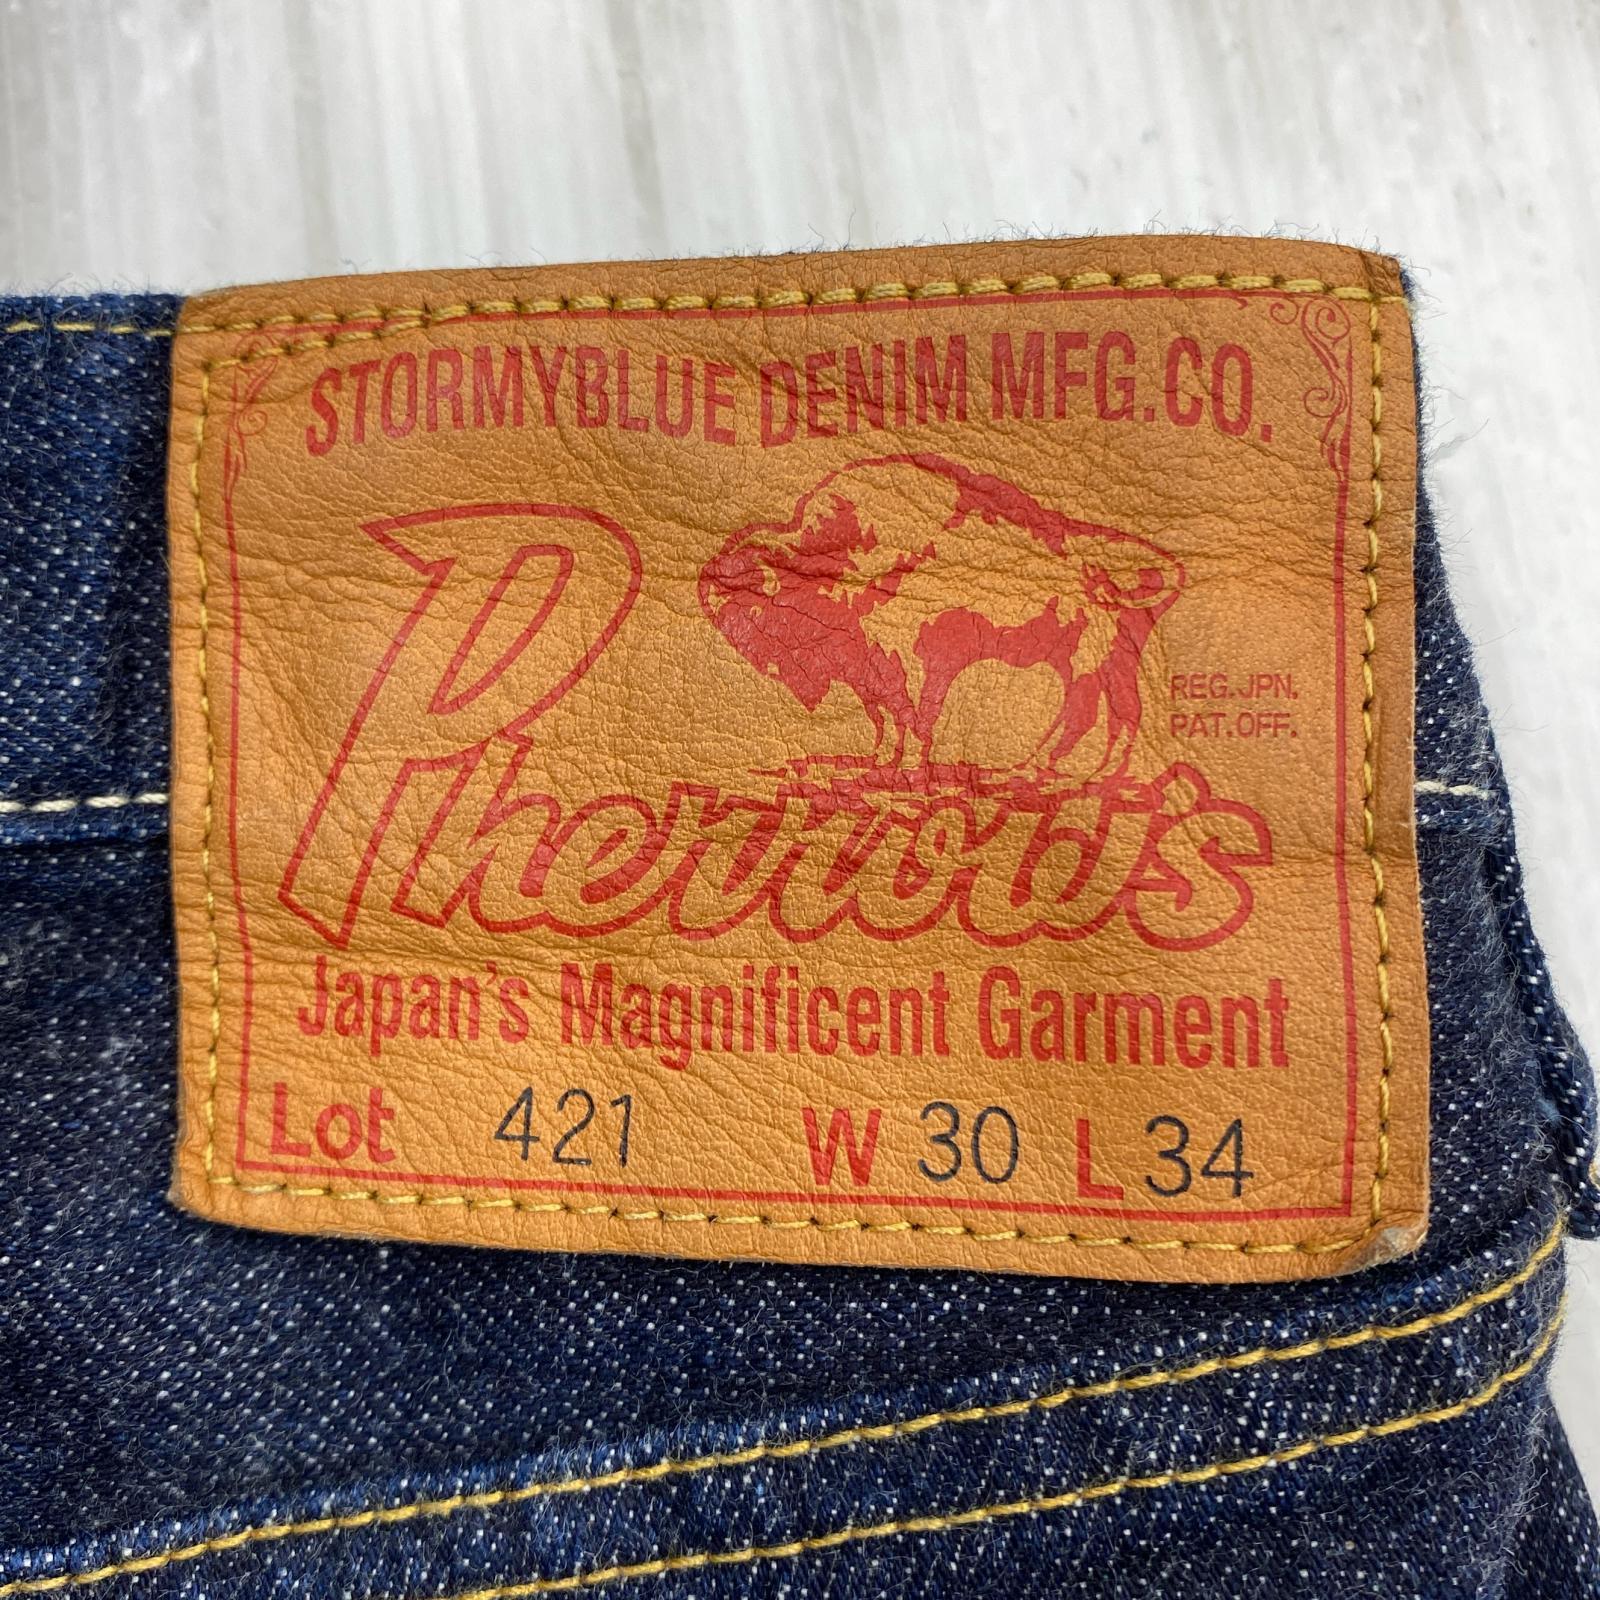 STORMYBLUE DENIM MFG.CO.
REG.JPN.
PAT.OFF.
Pherrow's
Japan's Magnificent Garment
Lot 421 W 30 L 34